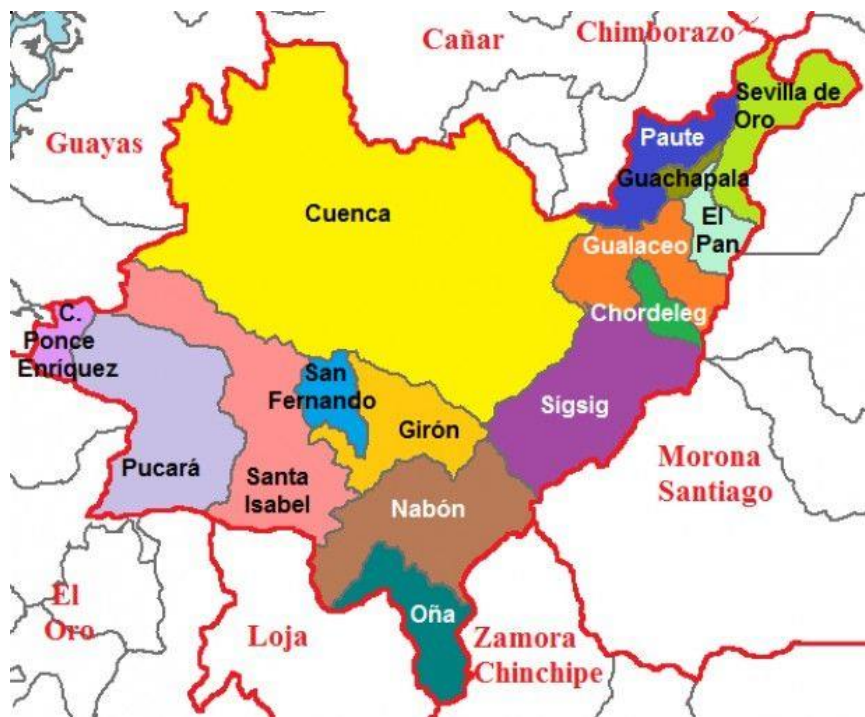 Cañar
Chimborazo
Sevilla de
Oro
Guayas
Paute
Guachapala
Cuenca
El
Pan
Gualaceo
C.
Ponce
Enríquez
Chordeleg
San
Fernando
Sígsig
Girón
Pucará
Santa
Isabel
Morona
Santiago
Nabón
El
Oro
Loja
Oña
Zamora
Chinchipe